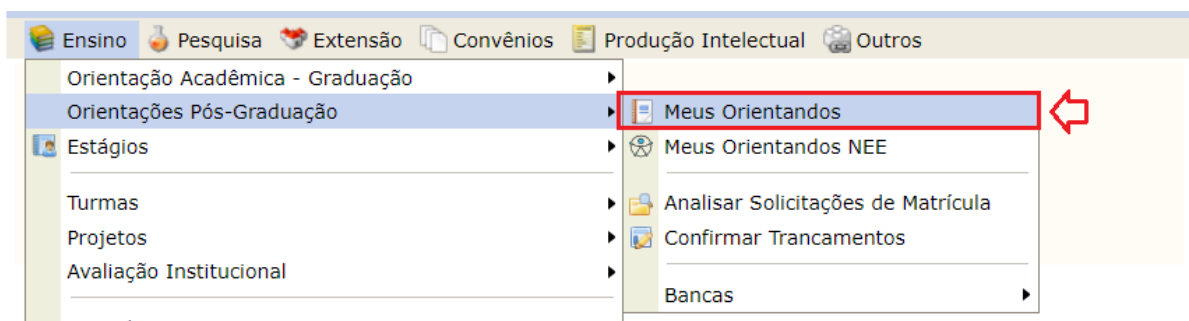 Ensino Pesquisa Extensão Convênios Produção Intelectual Outros
Orientação Acadêmica - Graduação
Orientações Pós-Graduação
Estágios
Turmas
Projetos
Avaliação Institucional
Meus Orientandos
Meus Orientandos NEE
Analisar Solicitações de Matrícula
Confirmar Trancamentos
Bancas